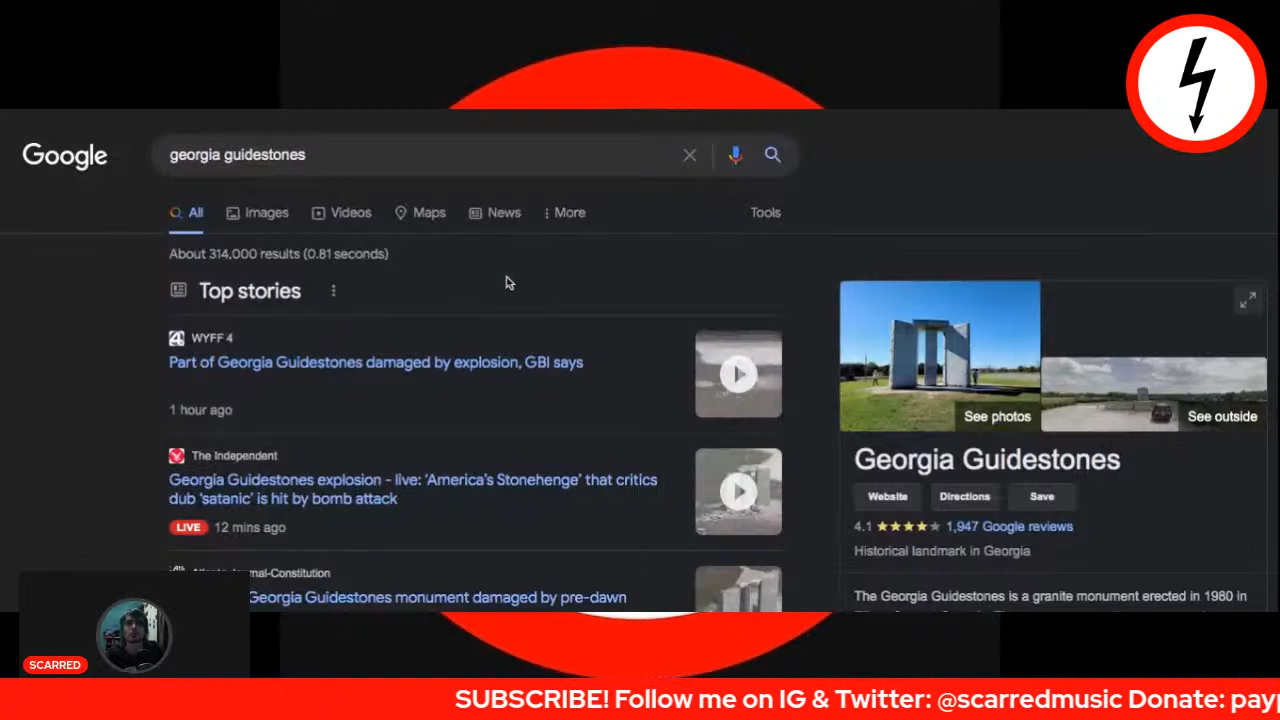 Google
georgia guidestones
All
Images
Videos
Maps
News
More
Tools
About 314,000 results (0.81 seconds)
Top stories
WYFF 4
Part of Georgia Guidestones damaged by explosion, GBI says
1 hour ago
The Independent
Georgia Guidestones explosion - live: 'America's Stonehenge' that critics
dub 'satanic' is hit by bomb attack
LIVE 12 mins ago
nal-Constitution
Georgia Guidestones monument damaged by pre-dawn
See photos
See outside
Georgia Guidestones
Website
Directions
Save
4.1 1,947 Google reviews
Historical landmark in Georgia
The Georgia Guidestones is a granite monument erected in 1980 in
SCARRED
SUBSCRIBE! Follow me on IG & Twitter: @scarredmusic Donate: payp